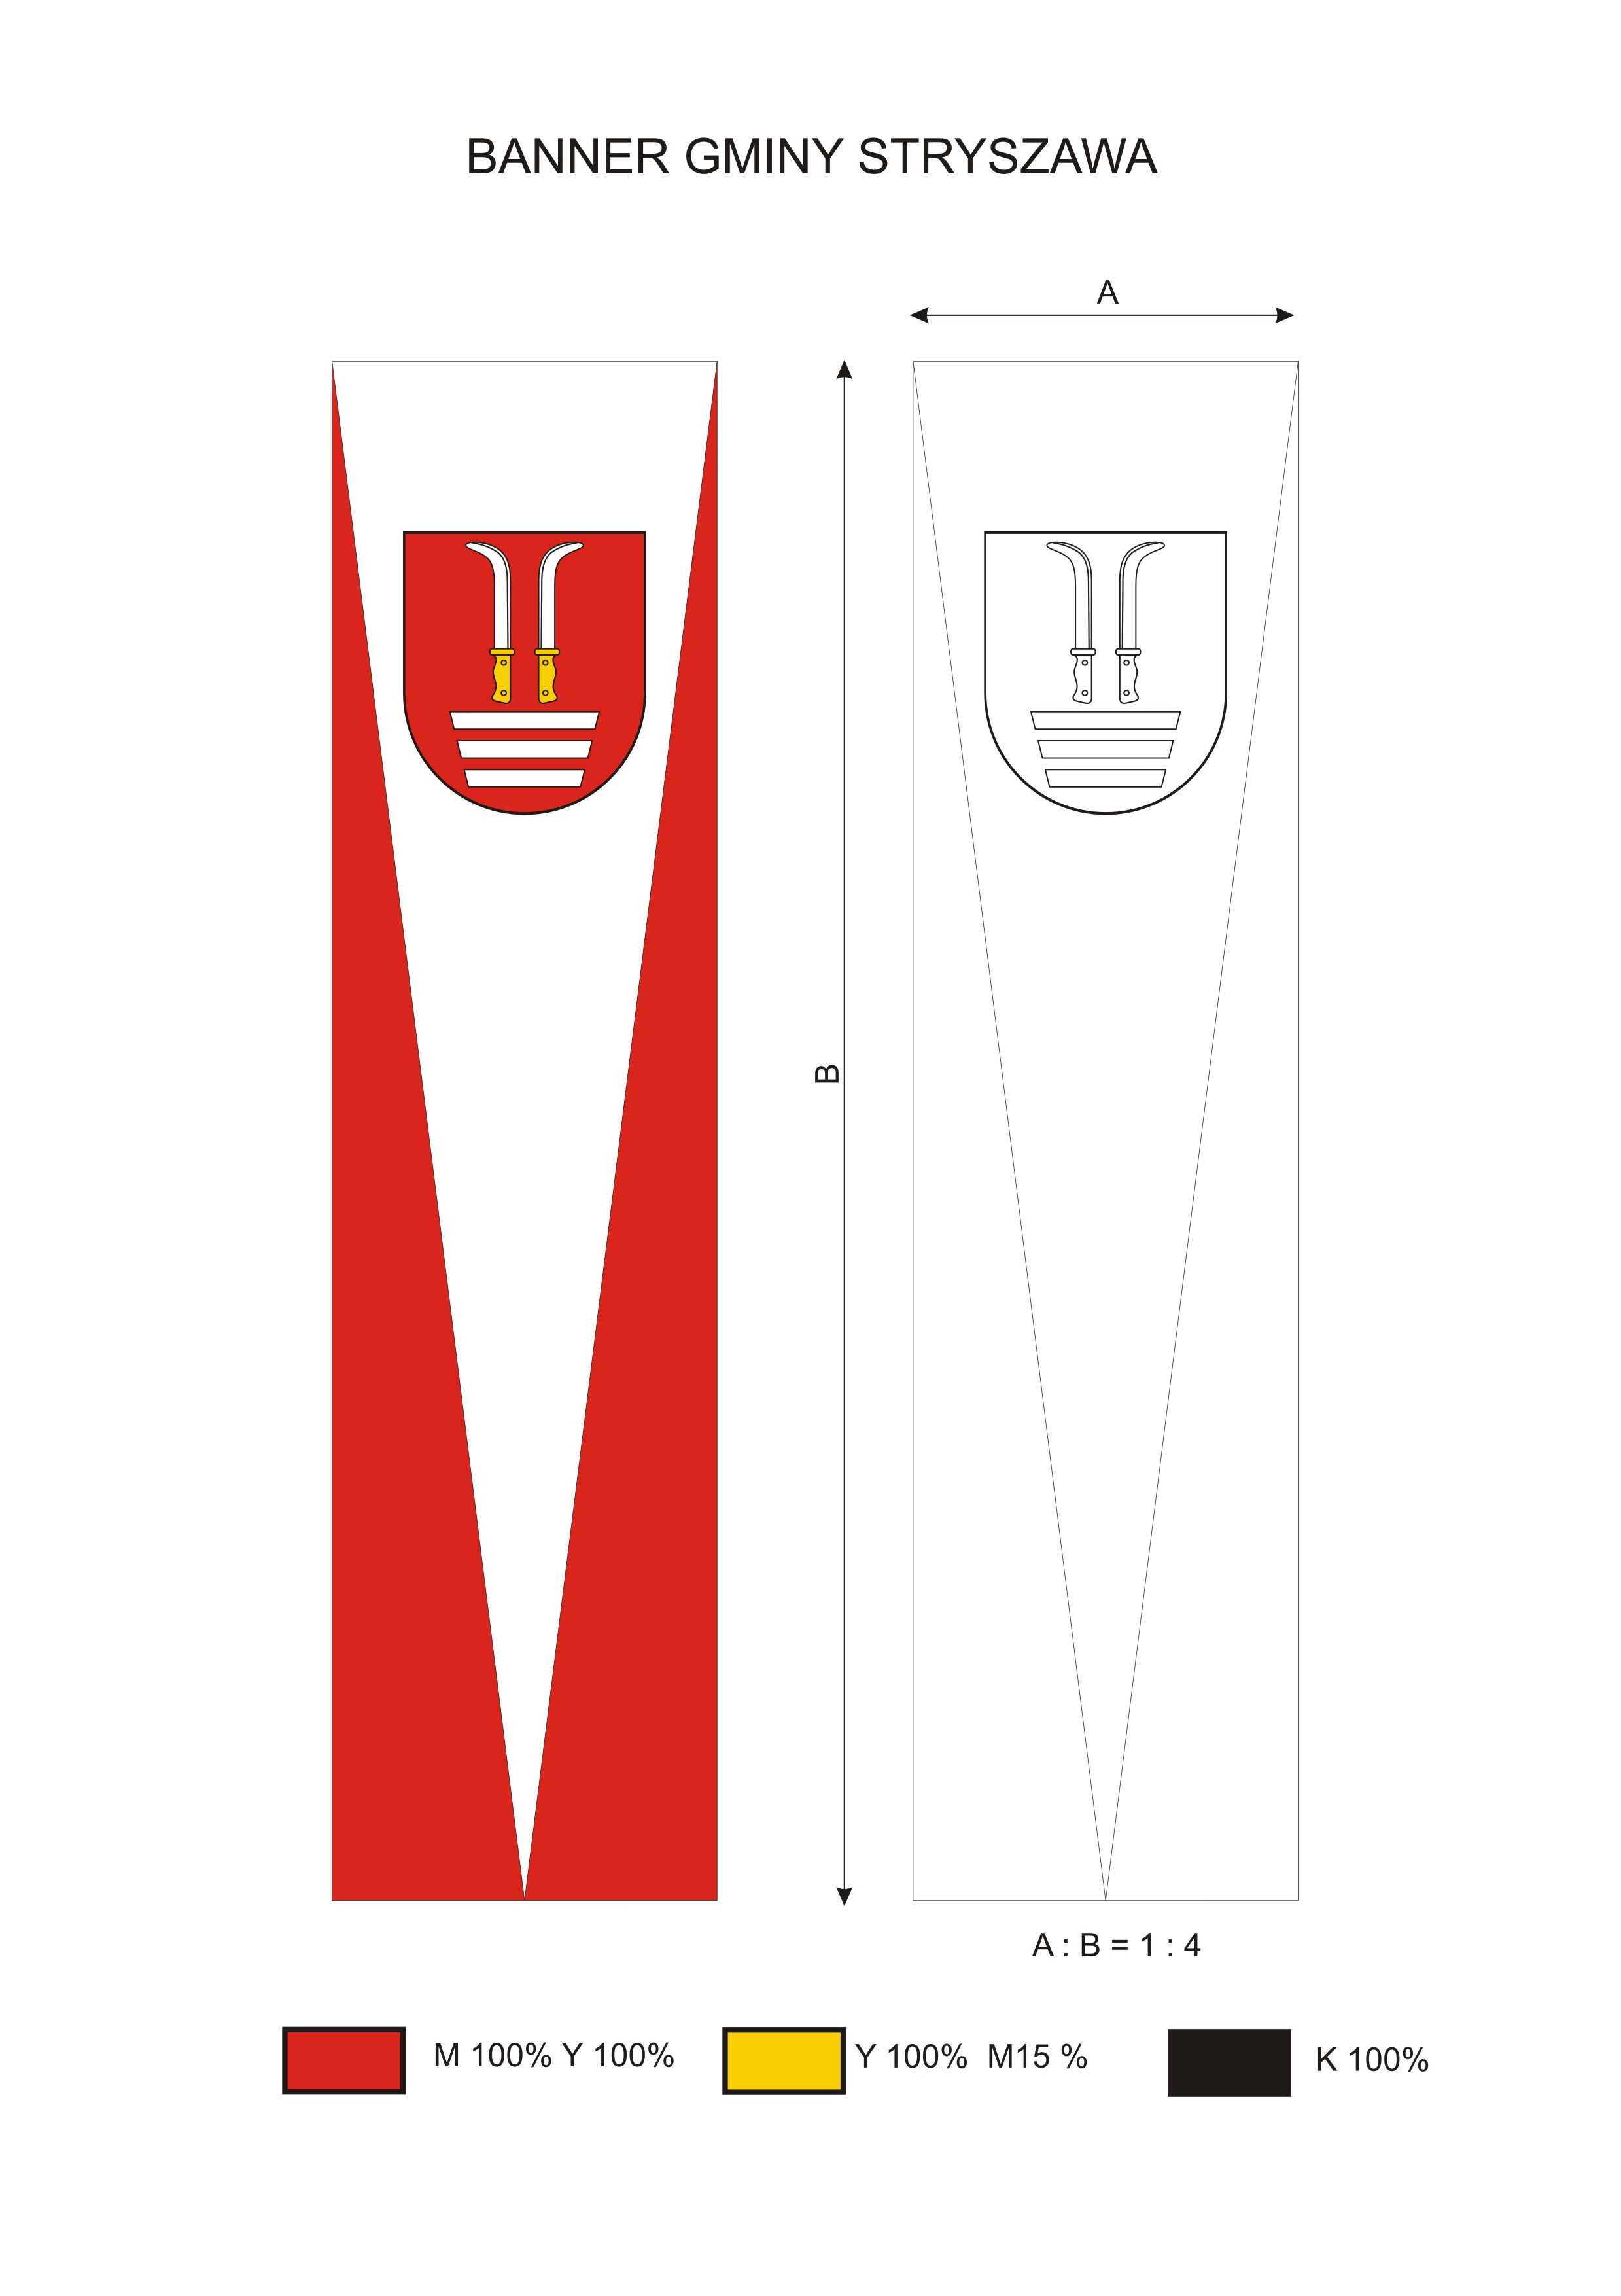 BANNER GMINY STRYSZAWA
A
B
A : B = 1 : 4
M 100% Y 100%
Y 100% M15 %
K 100%